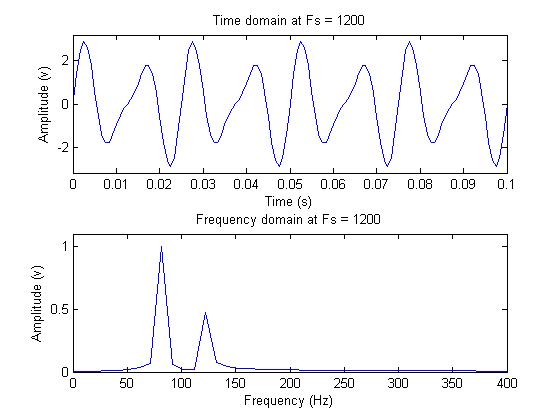 Time domain at Fs = 1200
2
0
-2
Amplitude (v)
0 0.01 0.02 0.03 0.04 0.05 0.06 0.07 0.08 0.09 0.1
Time (s)
Frequency domain at Fs = 1200
1
0.5
0
Amplitude (v)
0 50 100 150 200 250 300 350 400
Frequency (Hz)